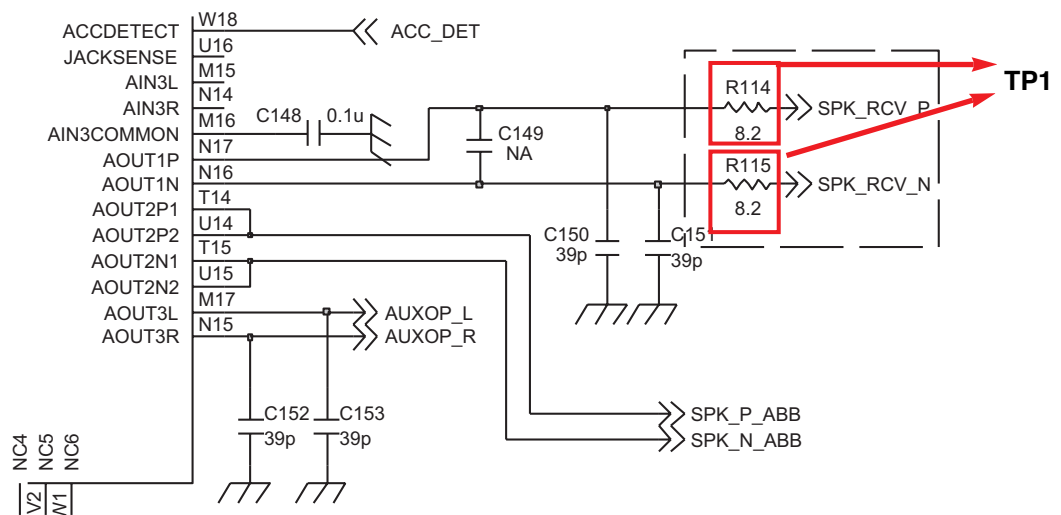 ACCDETECT W18 ACC_DET
JACKSENSE U16
AIN3L M15
AIN3R N14
AIN3COMMON M16 C148 0.1u
AOUT1P N17
AOUT1N N16
AOUT2P1 T14
AOUT2P2 U14
AOUT2N1 T15
AOUT2N2 U15
AOUT3L M17 AUXOP_L
AOUT3R N15 AUXOP_R
C149
NA
R114 SPK_RCV_P
8.2
R115 SPK_RCV_N
8.2
TP1
C150
39p
C151
39p
C152
39p
C153
39p
SPK_P_ABB
SPK_N_ABB
NC4
NC5
NC6
V2
W1